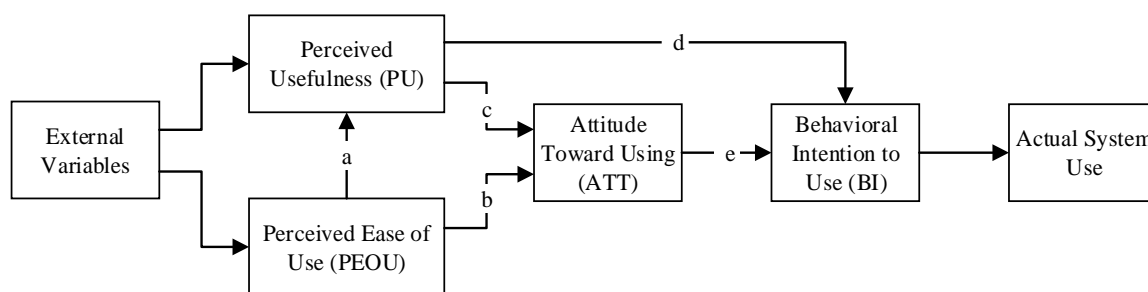 Perceived
Usefulness (PU)
d
External
Variables
c
a
Attitude
Toward Using
(ATT)
e
Behavioral
Intention to
Use (BI)
Actual System
Use
b
Perceived Ease of
Use (PEOU)